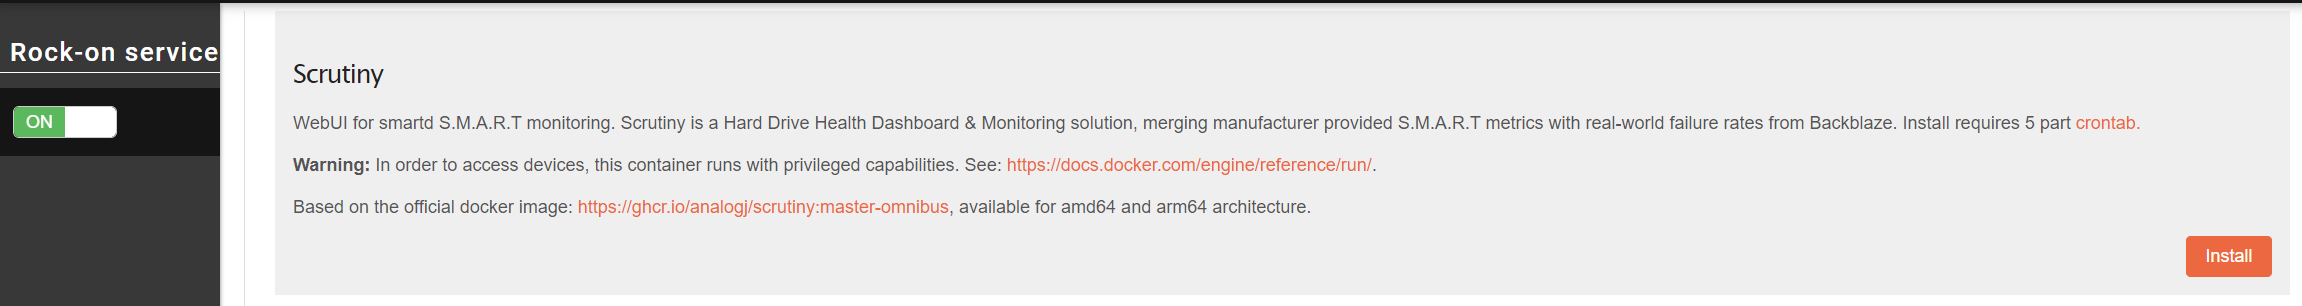 Rock-on service
ON
Scrutiny
WebUI for smartd S.M.A.R.T monitoring. Scrutiny is a Hard Drive Health Dashboard & Monitoring solution, merging manufacturer provided S.M.A.R.T metrics with real-world failure rates from Backblaze. Install requires 5 part crontab.
Warning: In order to access devices, this container runs with privileged capabilities. See: https://docs.docker.com/engine/reference/run/.
Based on the official docker image: https://ghcr.io/analogj/scrutiny:master-omnibus, available for amd64 and arm64 architecture.
Install